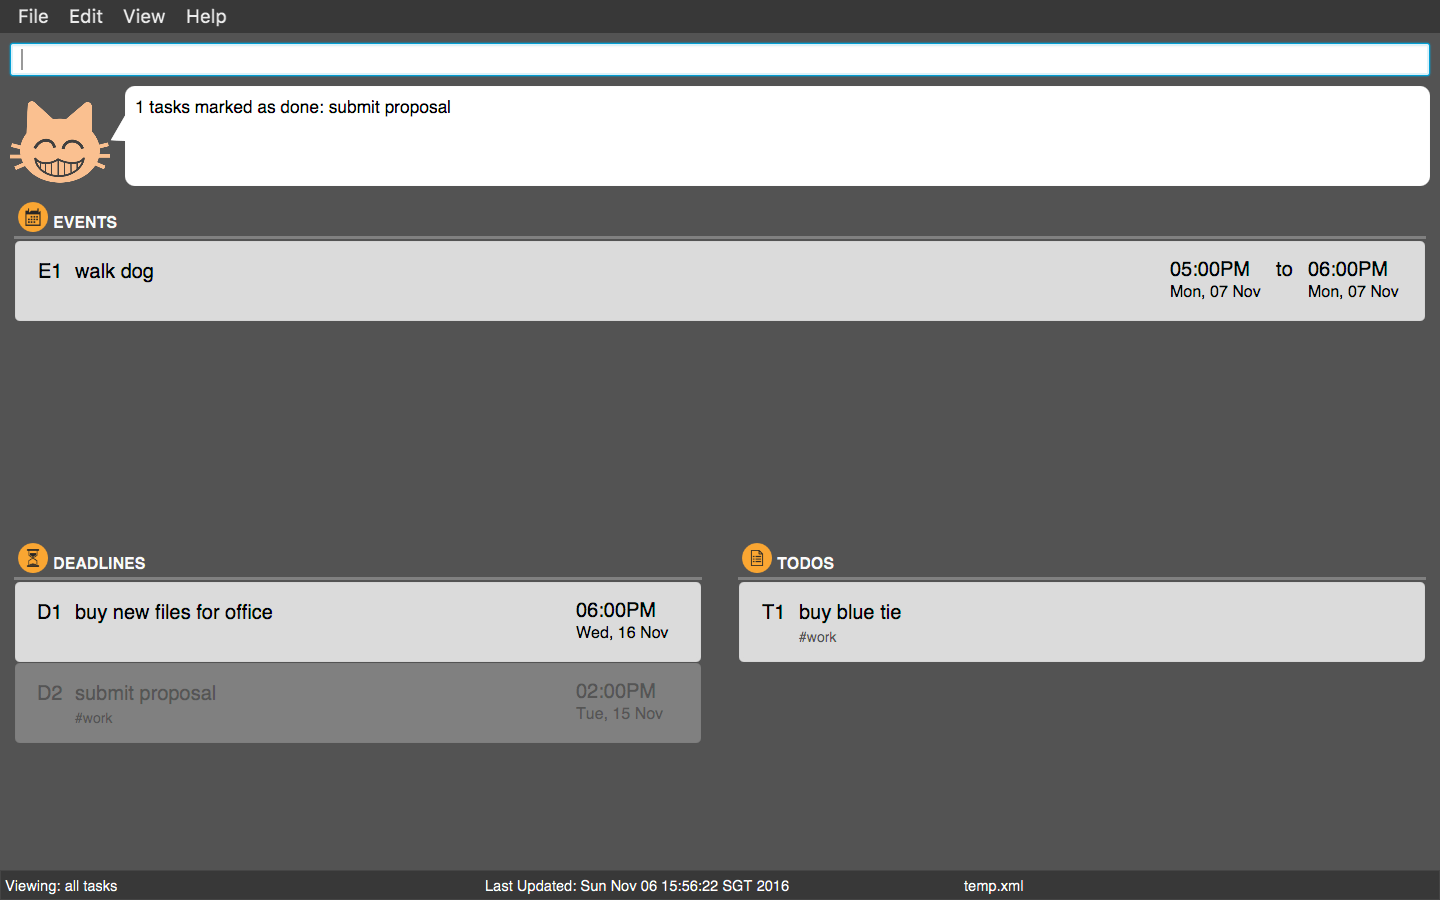 File Edit View Help
1 tasks marked as done: submit proposal
EVENTS
E1 walk dog 05:00PM to 06:00PM
Mon, 07 Nov Mon, 07 Nov
DEADLINES
D1 buy new files for office 06:00PM
Wed, 16 Nov
D2 submit proposal 02:00PM
#work Tue, 15 Nov
TODOS
T1 buy blue tie
#work
Viewing: all tasks Last Updated: Sun Nov 06 15:56:22 SGT 2016 temp.xml